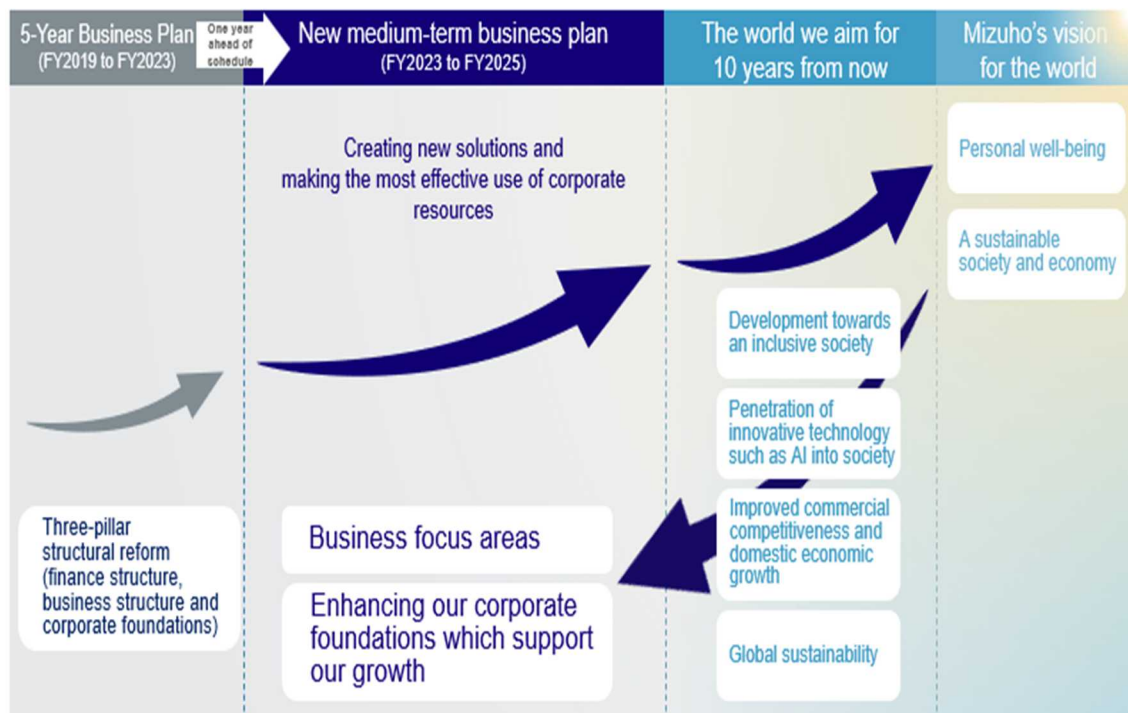 5-Year Business Plan
(FY2019 to FY2023)
One year
ahead of
sohedule
New medium-term business plan
(FY2023 to FY2025)
The world we aim for
10 years from now
Mizuho's vision
for the world
Creating new solutions and
making the most effective use of corporate
resources
Personal well-being
A sustainable
society and economy
Development towards
an inclusive society
Penetration of
innovative technology
such as AI into society
Improved commercial
competitiveness and
domestic economic
growth
Global sustainability
Three-pillar
structural reform
(finance structure,
business structure and
corporate foundations)
Business focus areas
Enhancing our corporate
foundations which support
our growth